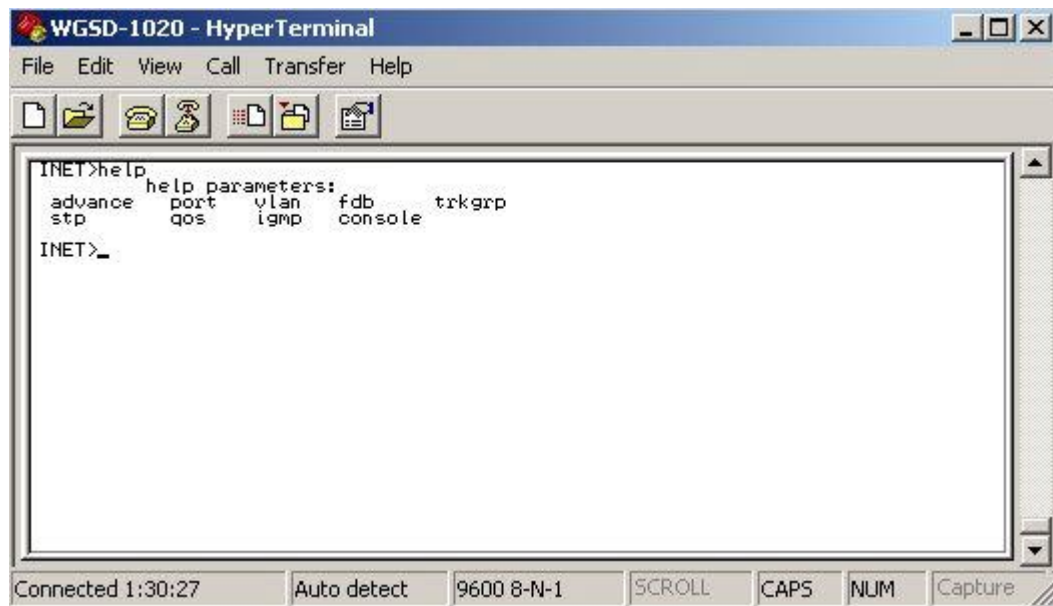 WGSD-1020 - HyperTerminal
File Edit View Call Transfer Help
INET>help
help parameters:
advance port vlan fdb trkgrp
stp qos igmp console
INET>_
Connected 1:30:27 Auto detect 9600 8-N-1 SCROLL CAPS NUM Capture